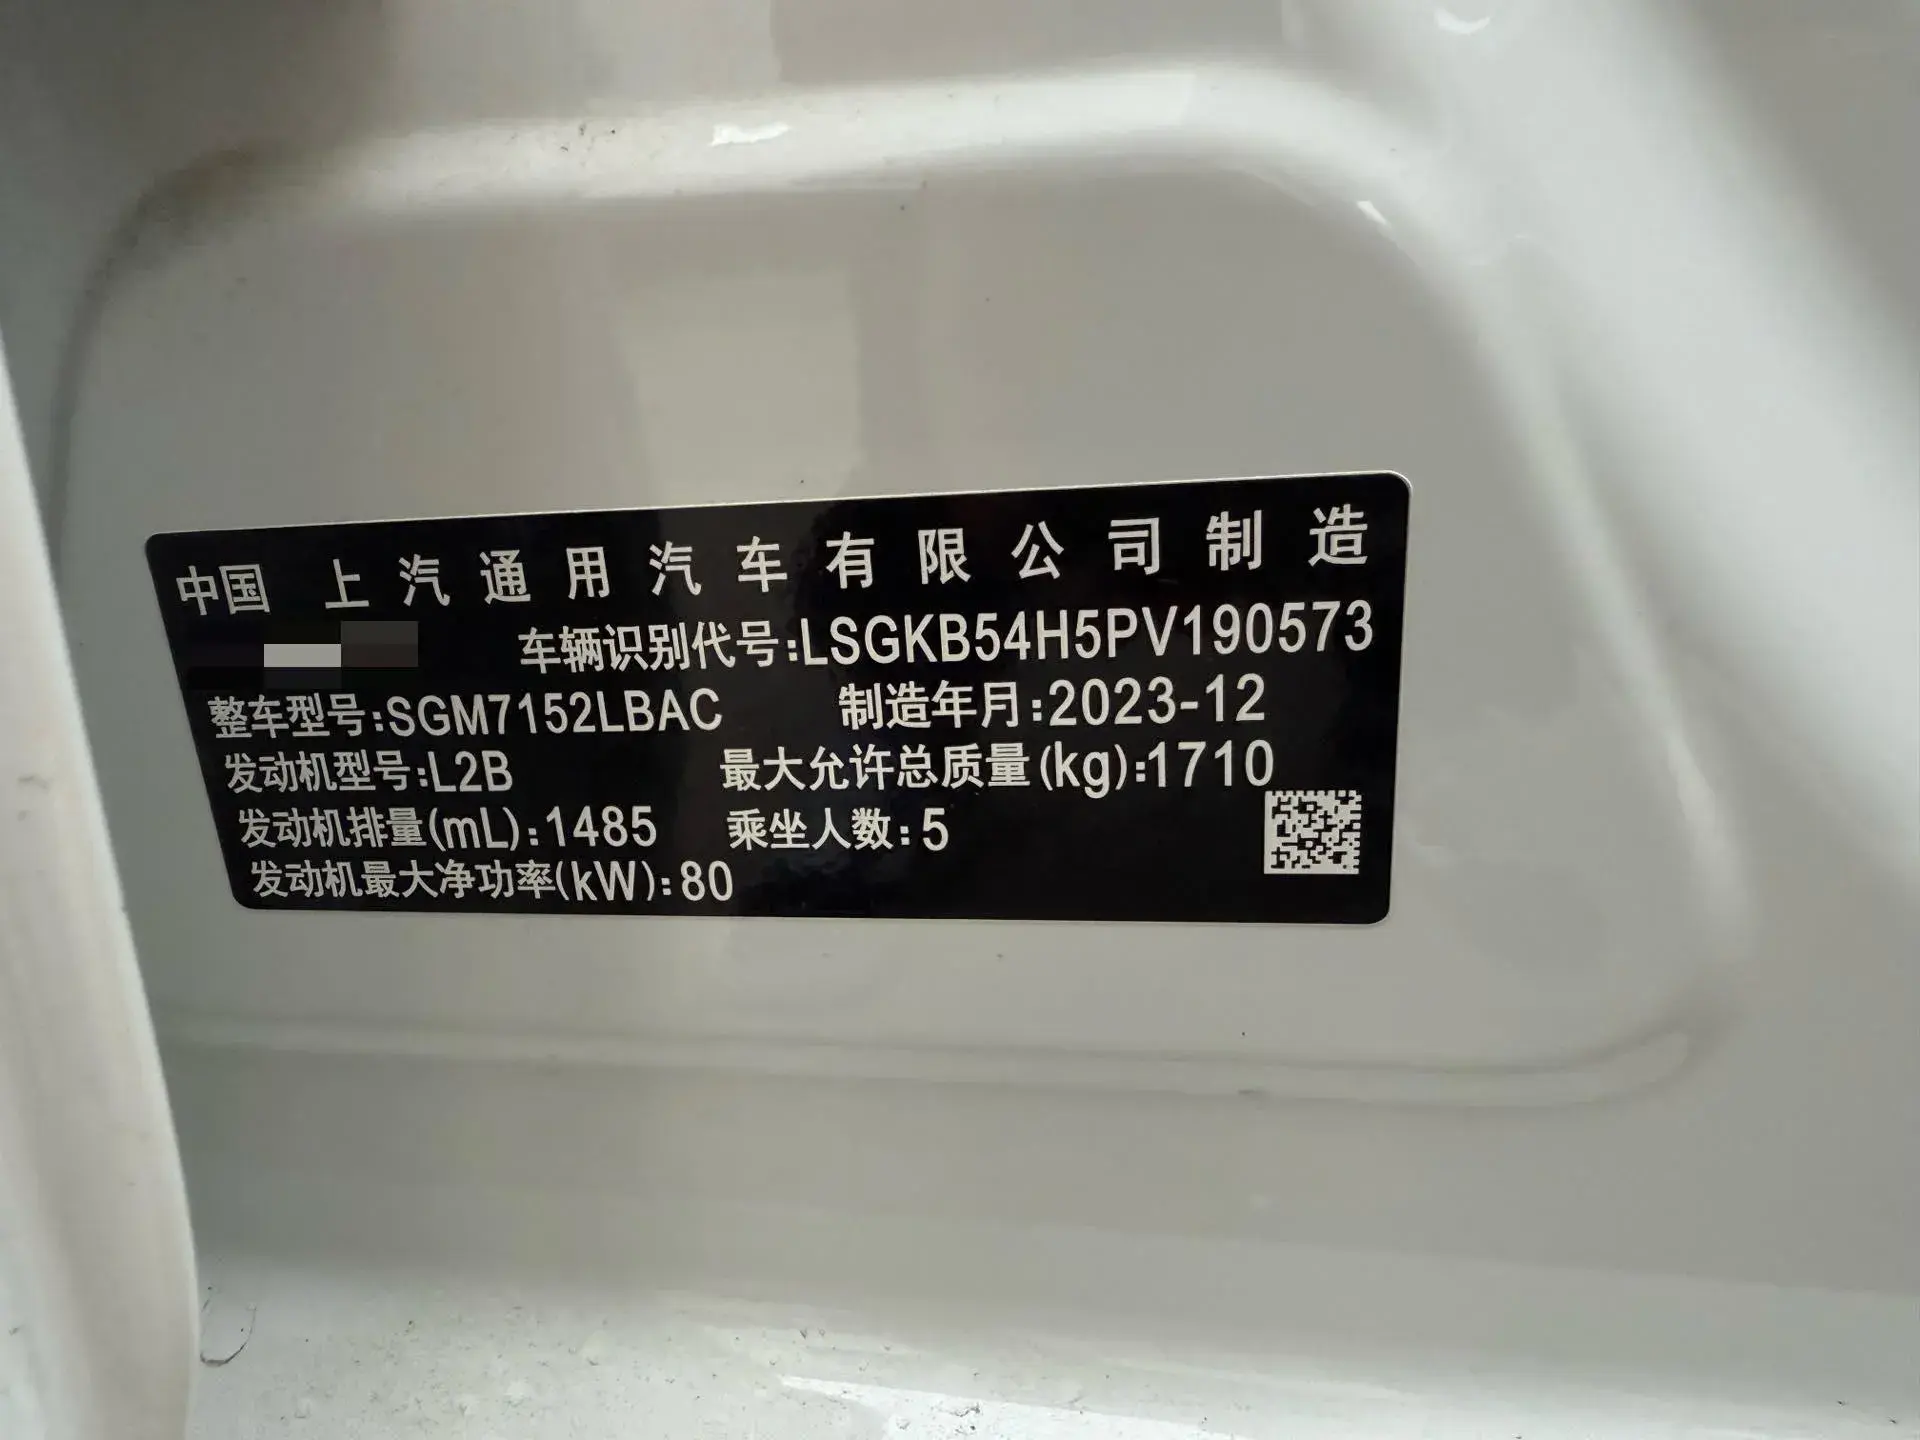 中国 上汽通用汽车有限公司制造
车辆识别代号:LSGKB54H5PV190573
整车型号:SGM7152LBAC 制造年月:2023-12
发动机型号:L2B 最大允许总质量(kg):1710
发动机排量(mL):1485 乘坐人数:5
发动机最大净功率(kW):80